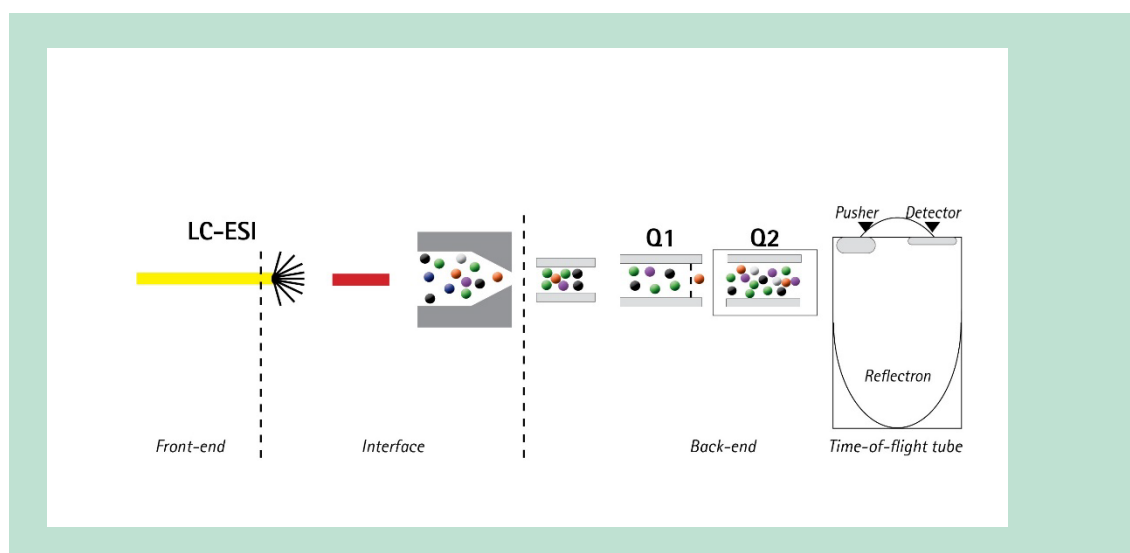 LC-ESI
Q1
Q2
Pusher
Detector
Reflectron
Front-end
Interface
Back-end
Time-of-flight tube